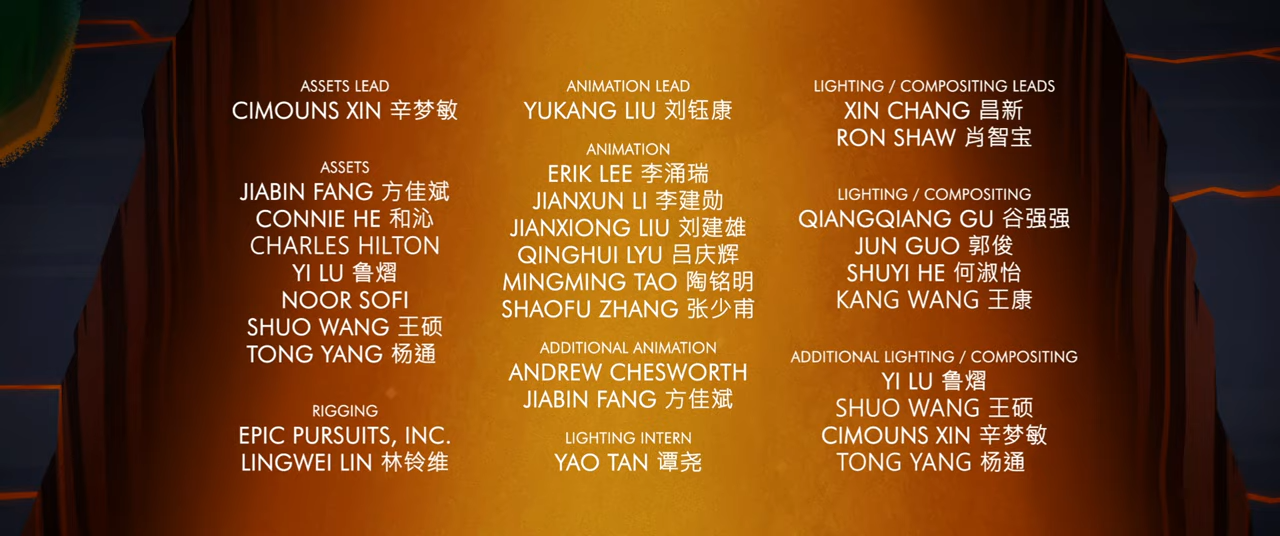 ASSETS LEAD
CIMOUNS XIN 辛梦敏
ASSETS
JIABIN FANG 方佳斌
CONNIE HE 和沁
CHARLES HILTON
YI LU 鲁熠
NOOR SOFI
SHUO WANG 王硕
TONG YANG 杨通
RIGGING
EPIC PURSUITS, INC.
LINGWEI LIN 林铃维
ANIMATION LEAD
YUKANG LIU 刘钰康
ANIMATION
ERIK LEE 李涌瑞
JIANXUN LI 李建勋
JIANXIONG LIU 刘建雄
QINGHUI LYU 吕庆辉
MINGMING TAO 陶铭明
SHAOFU ZHANG 张少甫
ADDITIONAL ANIMATION
ANDREW CHESWORTH
JIABIN FANG 方佳斌
LIGHTING INTERN
YAO TAN 谭尧
LIGHTING / COMPOSITING LEADS
XIN CHANG 昌新
RON SHAW 肖智宝
LIGHTING / COMPOSITING
QIANGQIANG GU 谷强强
JUN GUO 郭俊
SHUYI HE 何淑怡
KANG WANG 王康
ADDITIONAL LIGHTING / COMPOSITING
YI LU 鲁熠
SHUO WANG 王硕
CIMOUNS XIN 辛梦敏
TONG YANG 杨通